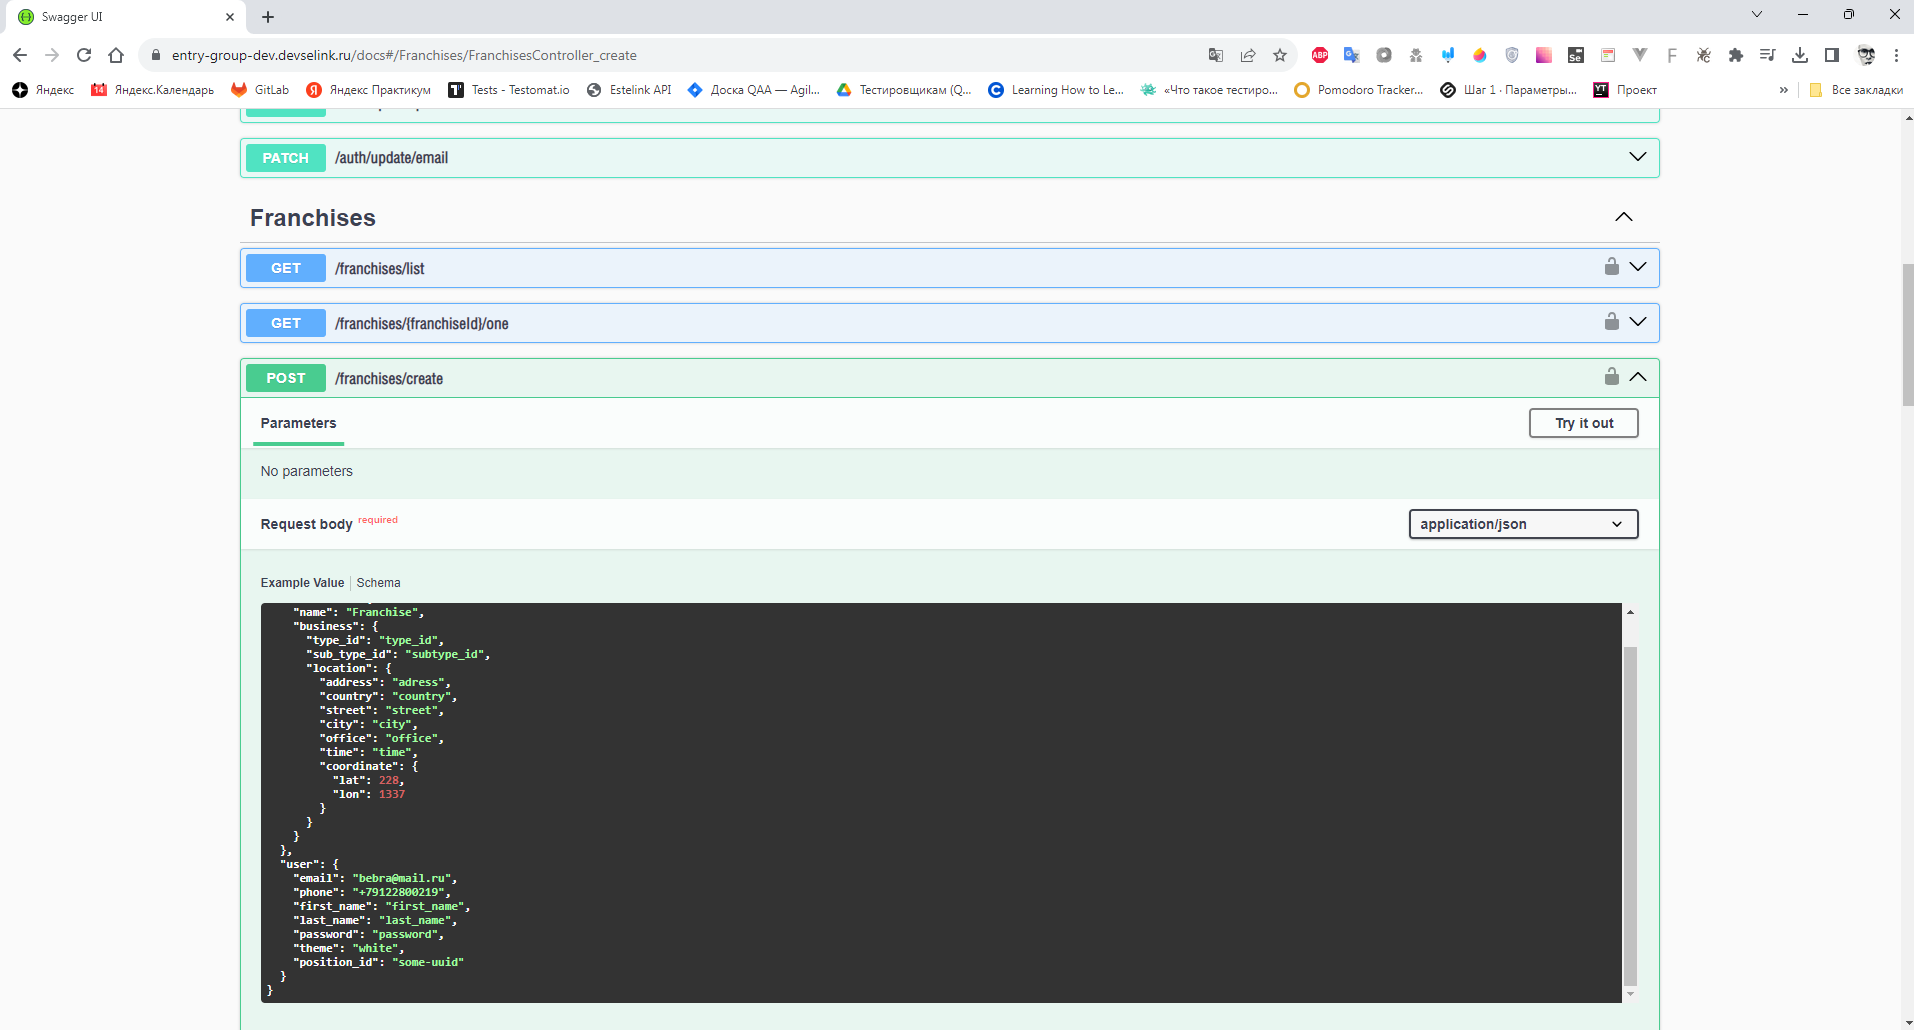 Swagger UI
entry-group-dev.devselink.ru/docs#/Franchises/FranchisesController_create
Яндекс
Яндекс.Календарь
GitLab
Яндекс Практикум
Tests - Testomat.io
Estelink API
Доска QAA — Agil...
Тестировщикам (Q...
Learning How to Le...
«Что такое тестиро...
Pomodoro Tracker...
Шаг 1 · Параметры...
Проект
»
Все закладки
PATCH /auth/update/email
Franchises
GET /franchises/list
GET /franchises/{franchiseId}/one
POST /franchises/create
Parameters
Try it out
No parameters
Request body required
application/json
Example Value | Schema
"name": "Franchise",
"business": {
"type_id": "type_id",
"sub_type_id": "subtype_id",
"location": {
"address": "adress",
"country": "country",
"street": "street",
"city": "city",
"office": "office",
"time": "time",
"coordinate": {
"lat": 228,
"lon": 1337
}
}
}
},
"user": {
"email": "bebra@mail.ru",
"phone": "+79122800219",
"first_name": "first_name",
"last_name": "last_name",
"password": "password",
"theme": "white",
"position_id": "some-uuid"
}
}